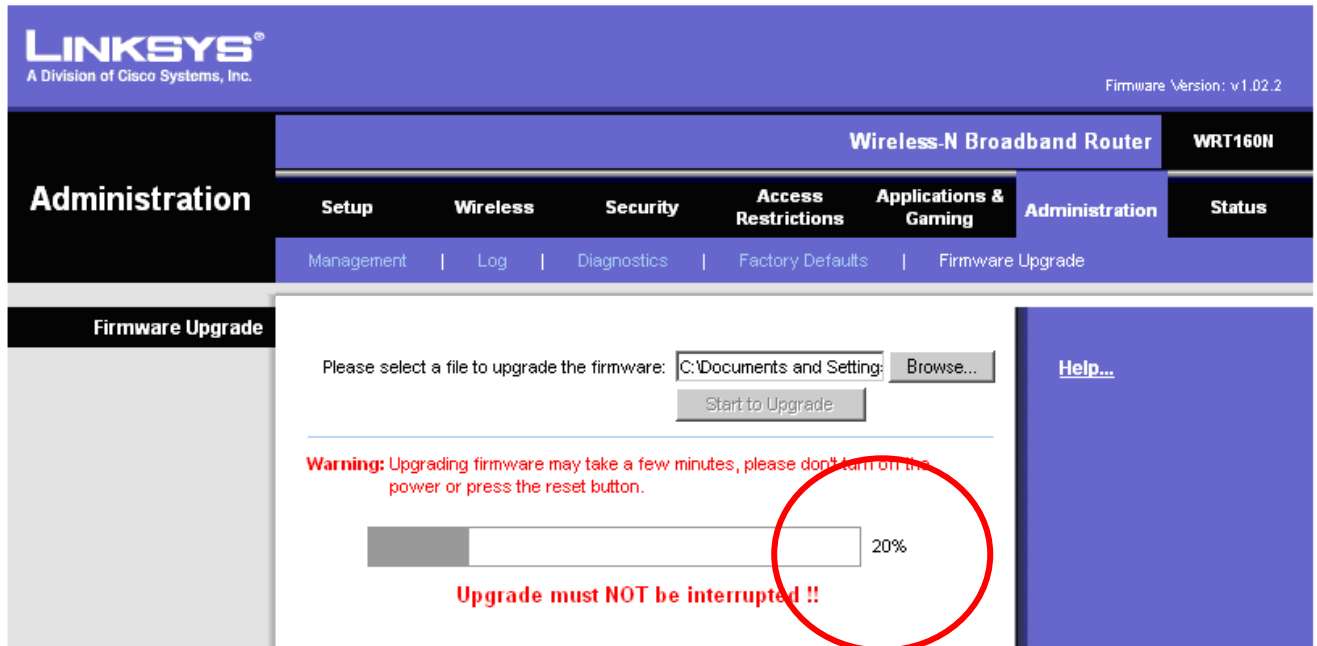 LINKSYS®
A Division of Cisco Systems, Inc.
Firmware Version: v1.02.2
Wireless-N Broadband Router
WRT160N
Administration
Setup
Wireless
Security
Access
Restrictions
Applications &
Gaming
Administration
Status
Management | Log | Diagnostics | Factory Defaults | Firmware Upgrade
Firmware Upgrade
Please select a file to upgrade the firmware: C:\Documents and Setting Browse...
Start to Upgrade
Help...
Warning: Upgrading firmware may take a few minutes, please don't turn off the
power or press the reset button.
20%
Upgrade must NOT be interrupted !!